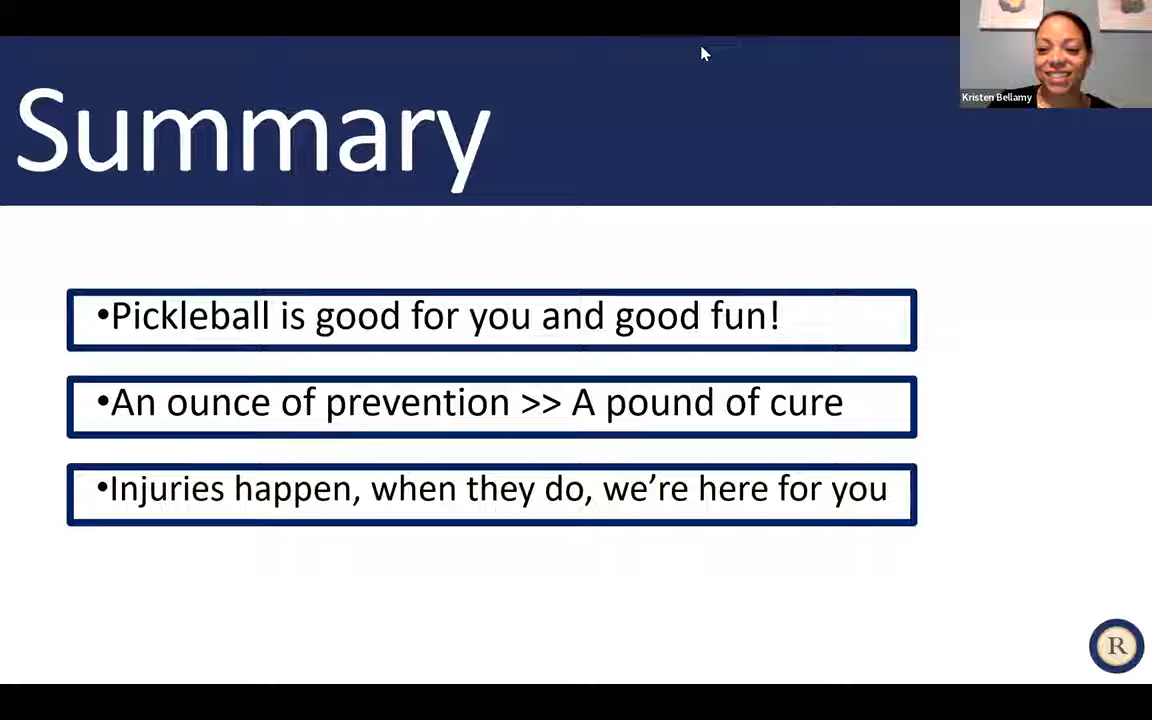 Kristen Bellamy
Summary
•Pickleball is good for you and good fun!
•An ounce of prevention >> A pound of cure
•Injuries happen, when they do, we’re here for you
R